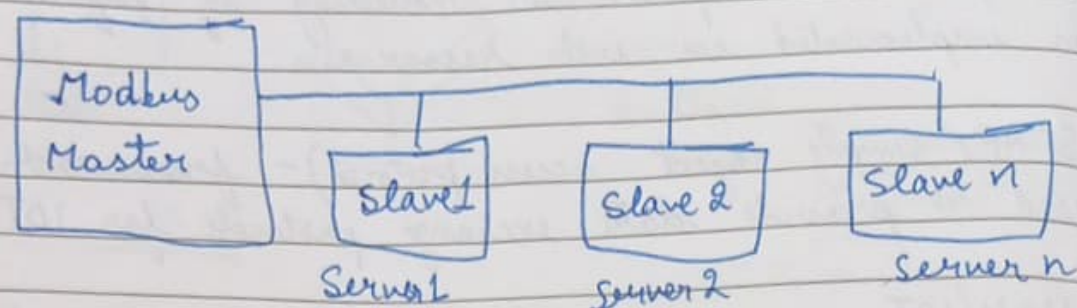 Modbus
Master
Slave1
Slave 2
Slave n
Server1
Server 2
Server n